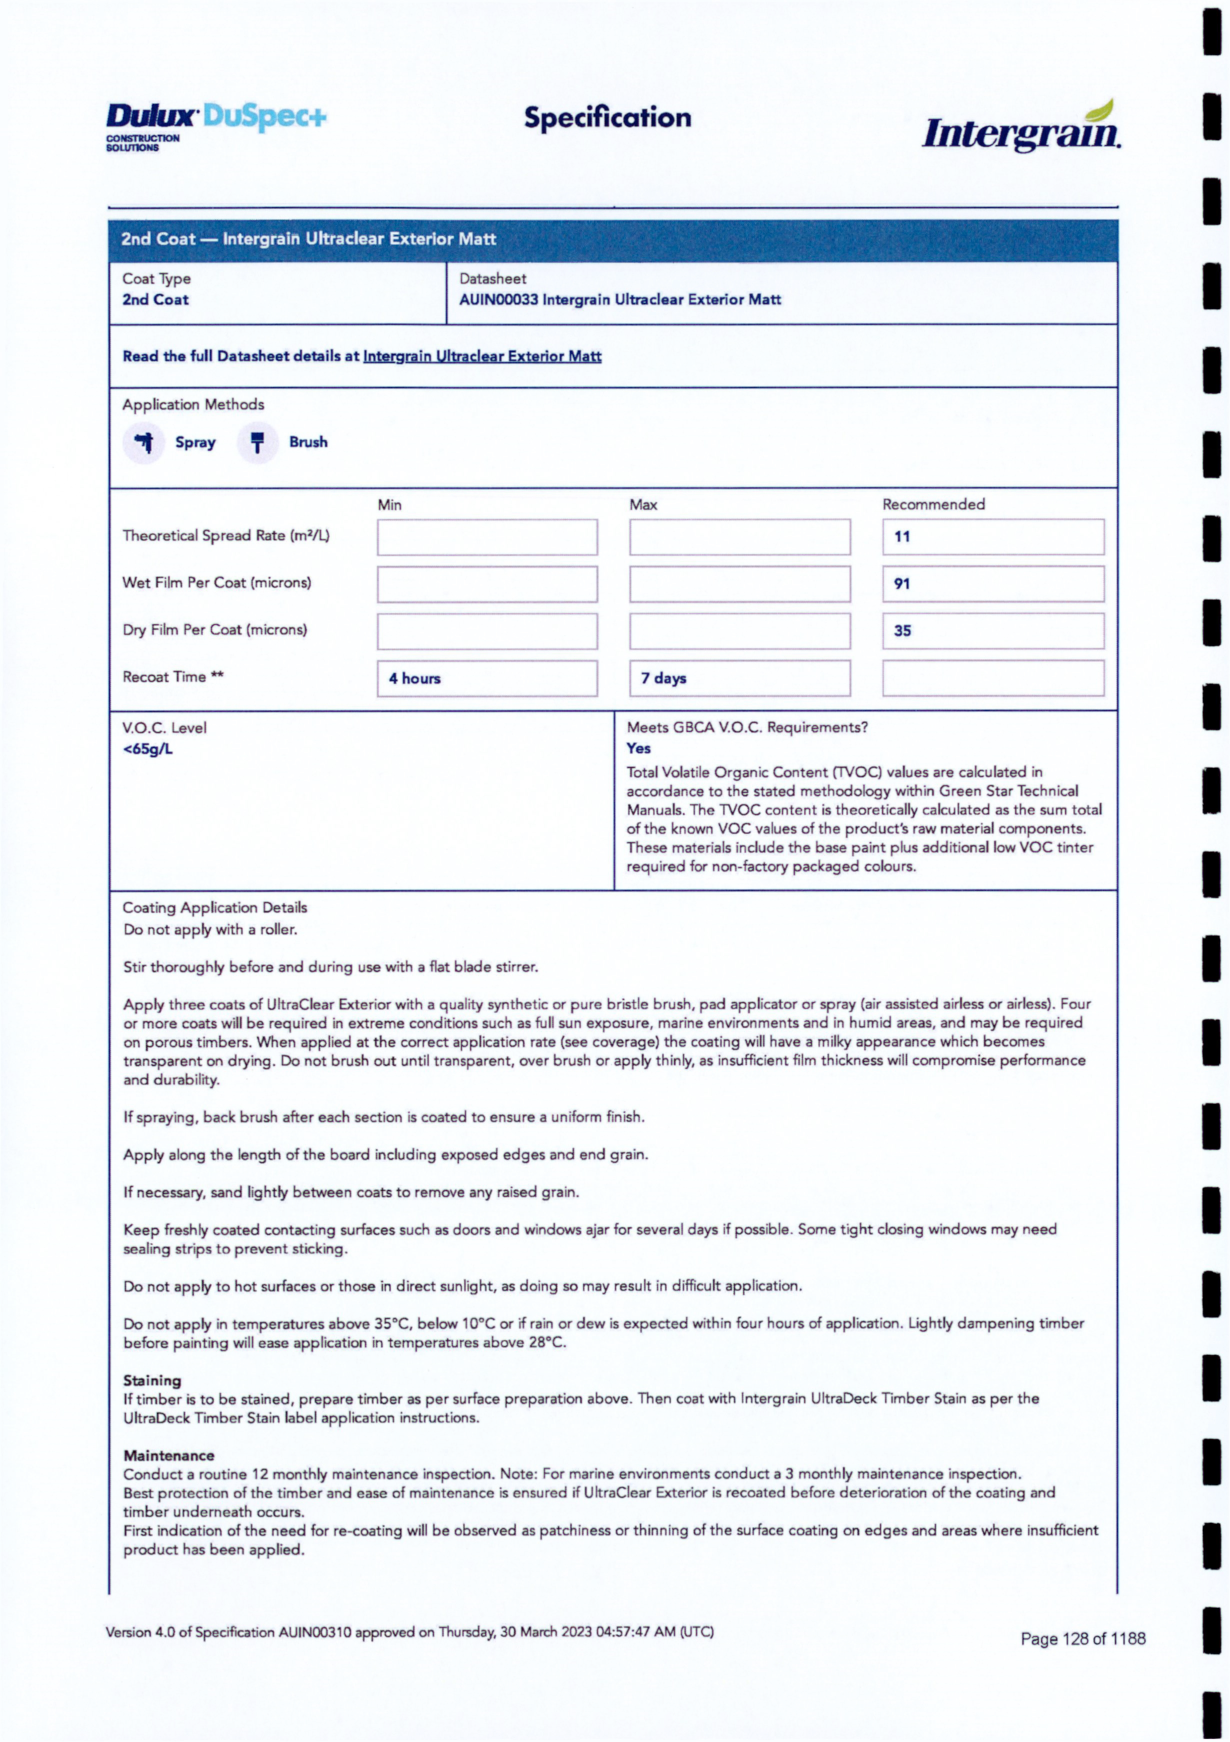 Dulux DuSpec+
CONSTRUCTION
SOLUTIONS
Specification
Intergrain.
2nd Coat — Intergrain Ultraclear Exterior Matt
Coat Type
2nd Coat
Datasheet
AUIN00033 Intergrain Ultraclear Exterior Matt
Read the full Datasheet details at Intergrain Ultraclear Exterior Matt
Application Methods
Spray Brush
Min Max Recommended
Theoretical Spread Rate (m²/L) 11
Wet Film Per Coat (microns) 91
Dry Film Per Coat (microns) 35
Recoat Time ** 4 hours 7 days
V.O.C. Level
<65g/L
Meets GBCA V.O.C. Requirements?
Yes
Total Volatile Organic Content (TVOC) values are calculated in
accordance to the stated methodology within Green Star Technical
Manuals. The TVOC content is theoretically calculated as the sum total
of the known VOC values of the product's raw material components.
These materials include the base paint plus additional low VOC tinter
required for non-factory packaged colours.
Coating Application Details
Do not apply with a roller.
Stir thoroughly before and during use with a flat blade stirrer.
Apply three coats of UltraClear Exterior with a quality synthetic or pure bristle brush, pad applicator or spray (air assisted airless or airless). Four
or more coats will be required in extreme conditions such as full sun exposure, marine environments and in humid areas, and may be required
on porous timbers. When applied at the correct application rate (see coverage) the coating will have a milky appearance which becomes
transparent on drying. Do not brush out until transparent, over brush or apply thinly, as insufficient film thickness will compromise performance
and durability.
If spraying, back brush after each section is coated to ensure a uniform finish.
Apply along the length of the board including exposed edges and end grain.
If necessary, sand lightly between coats to remove any raised grain.
Keep freshly coated contacting surfaces such as doors and windows ajar for several days if possible. Some tight closing windows may need
sealing strips to prevent sticking.
Do not apply to hot surfaces or those in direct sunlight, as doing so may result in difficult application.
Do not apply in temperatures above 35°C, below 10°C or if rain or dew is expected within four hours of application. Lightly dampening timber
before painting will ease application in temperatures above 28°C.
Staining
If timber is to be stained, prepare timber as per surface preparation above. Then coat with Intergrain UltraDeck Timber Stain as per the
UltraDeck Timber Stain label application instructions.
Maintenance
Conduct a routine 12 monthly maintenance inspection. Note: For marine environments conduct a 3 monthly maintenance inspection.
Best protection of the timber and ease of maintenance is ensured if UltraClear Exterior is recoated before deterioration of the coating and
timber underneath occurs.
First indication of the need for re-coating will be observed as patchiness or thinning of the surface coating on edges and areas where insufficient
product has been applied.
Version 4.0 of Specification AUIN00310 approved on Thursday, 30 March 2023 04:57:47 AM (UTC)
Page 128 of 1188